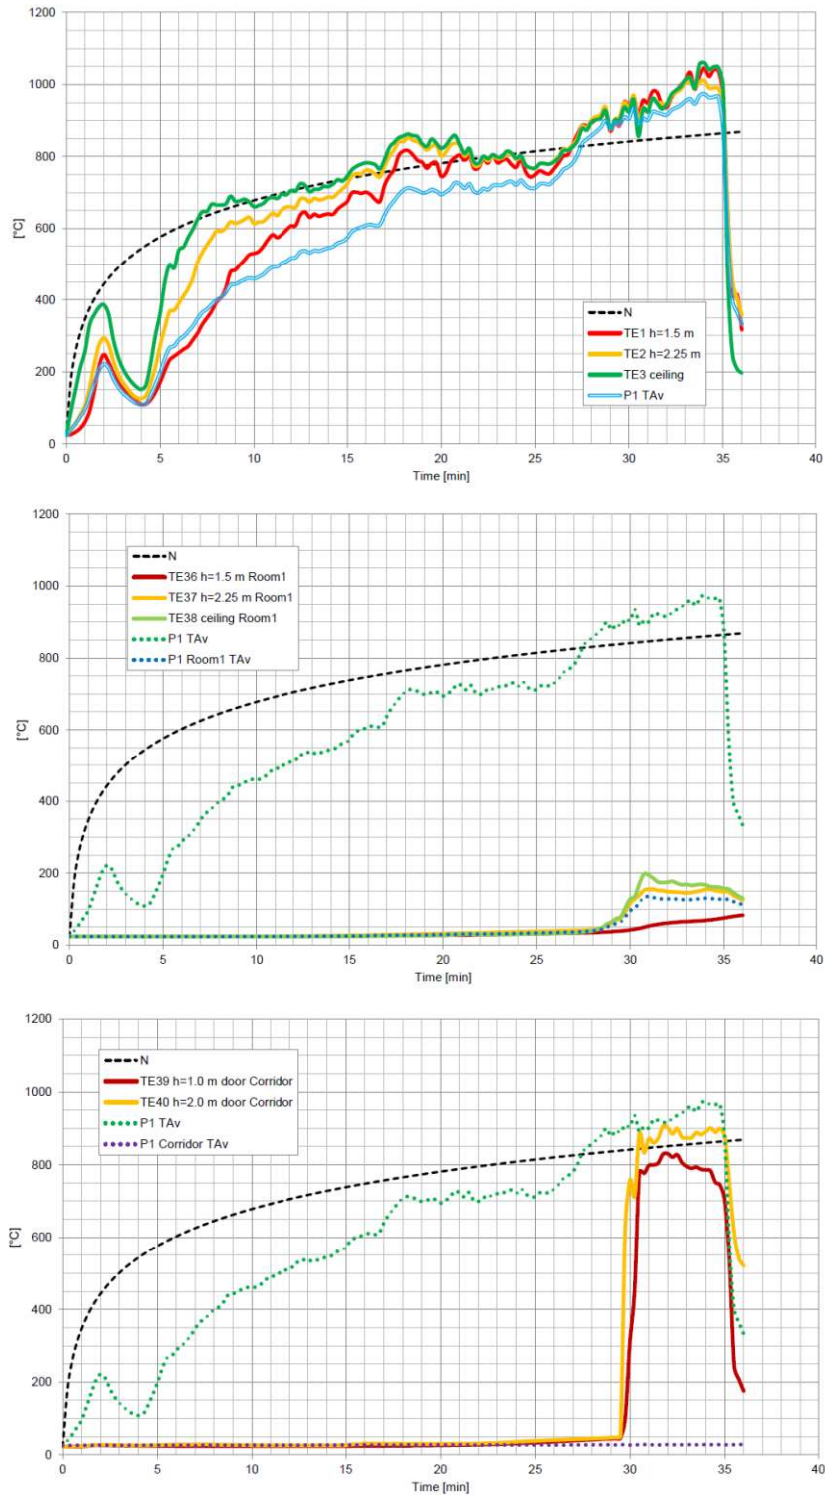 1200
1000
800
600
400
200
0
[°C]
N
TE1 h=1.5 m
TE2 h=2.25 m
TE3 ceiling
P1 TAv
0 5 10 15 20 25 30 35 40
Time [min]
1200
1000
800
600
400
200
0
[°C]
N
TE36 h=1.5 m Room1
TE37 h=2.25 m Room1
TE38 ceiling Room1
P1 TAv
P1 Room1 TAv
0 5 10 15 20 25 30 35 40
Time [min]
1200
1000
800
600
400
200
0
[°C]
N
TE39 h=1.0 m door Corridor
TE40 h=2.0 m door Corridor
P1 TAv
P1 Corridor TAv
0 5 10 15 20 25 30 35 40
Time [min]